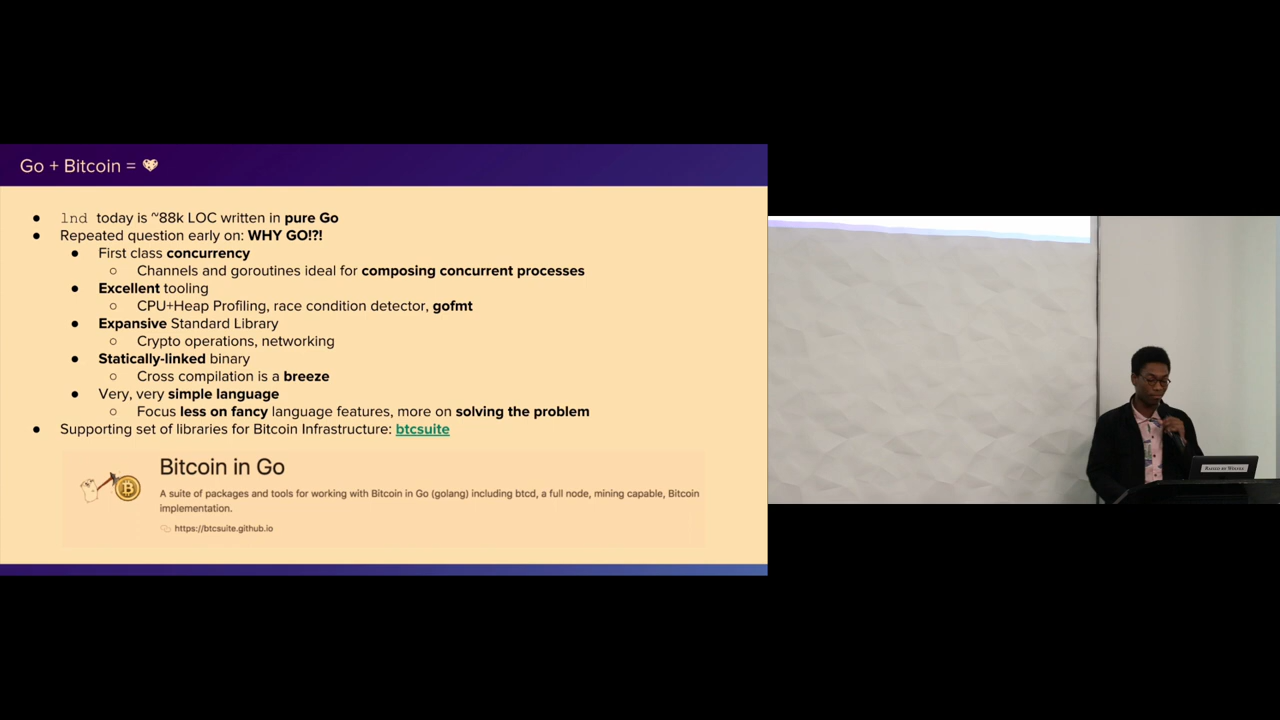 Go + Bitcoin =
● lnd today is ~88k LOC written in pure Go
● Repeated question early on: WHY GO!?!
● First class concurrency
○ Channels and goroutines ideal for composing concurrent processes
● Excellent tooling
○ CPU+Heap Profiling, race condition detector, gofmt
● Expansive Standard Library
○ Crypto operations, networking
● Statically-linked binary
○ Cross compilation is a breeze
● Very, very simple language
○ Focus less on fancy language features, more on solving the problem
● Supporting set of libraries for Bitcoin Infrastructure: btcsuite
Bitcoin in Go
A suite of packages and tools for working with Bitcoin in Go (golang) including btcd, a full node, mining capable, Bitcoin
implementation.
https://btcsuite.github.io